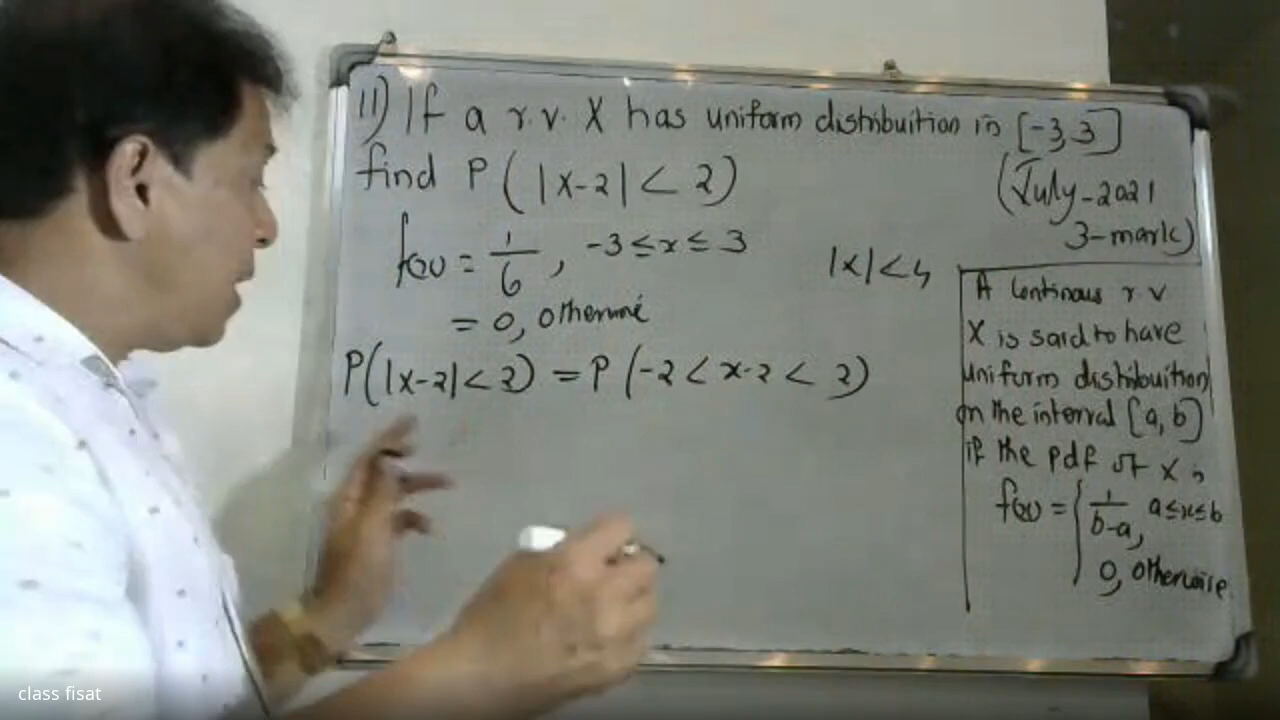 11) If a r.v. X has uniform distribuition in [-3,3]
find P(|X-2| < 2)
(July-2021
3-mark)
f(x) = 1/6, -3 ≤ x ≤ 3
= 0, otherwise
|x| < 4
P(|X-2| < 2) = P(-2 < x-2 < 2)
A Continous r.v
X is said to have
uniform distribuition
on the interval [a, b]
if the pdf of X is
f(x) = { 1/b-a, a≤x≤b
0, otherwise
class fisat